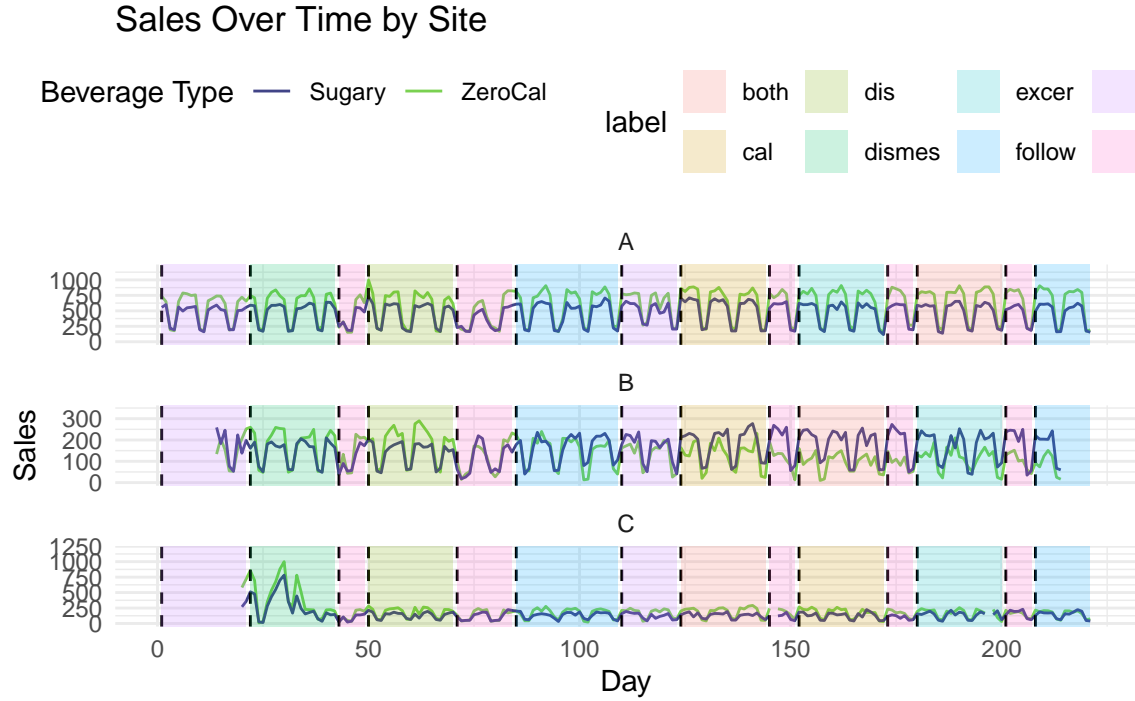 Sales Over Time by Site
Beverage Type Sugary ZeroCal
label both dis excer
cal dismes follow
A
1000
750
500
250
0
B
300
200
100
0
Sales
C
1250
1000
750
500
250
0
0 50 100 150 200
Day